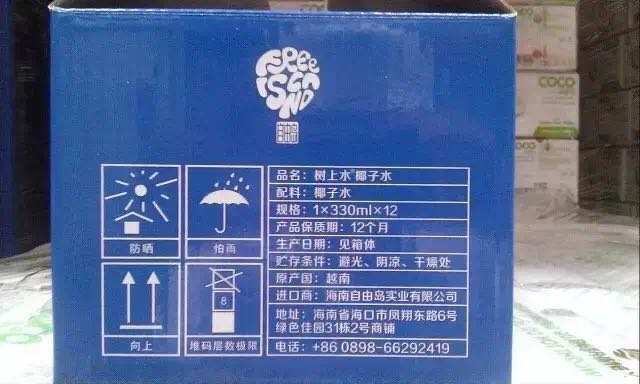 FREE
ISLA
ND
自由岛
COCO
COCO
防晒
怕雨
向上
8
堆码层数极限
品名：树上水®椰子水
配料：椰子水
规格：1×330ml×12
产品保质期：12个月
生产日期：见箱体
贮存条件：避光、阴凉、干燥处
原产国：越南
进口商：海南自由岛实业有限公司
地址：海南省海口市凤翔东路6号
绿色佳园31栋2号商铺
电话：+86 0898-66292419